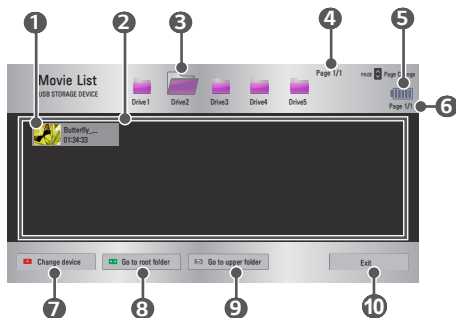 1 2 3 4 5
Page 1/1 PAGE Page Change
Movie List
USB STORAGE DEVICE
Drive1 Drive2 Drive3 Drive4 Drive5
Page 1/1
6
Butterfly_...
01:34:33
Change device Go to root folder Go to upper folder Exit
7 8 9 10